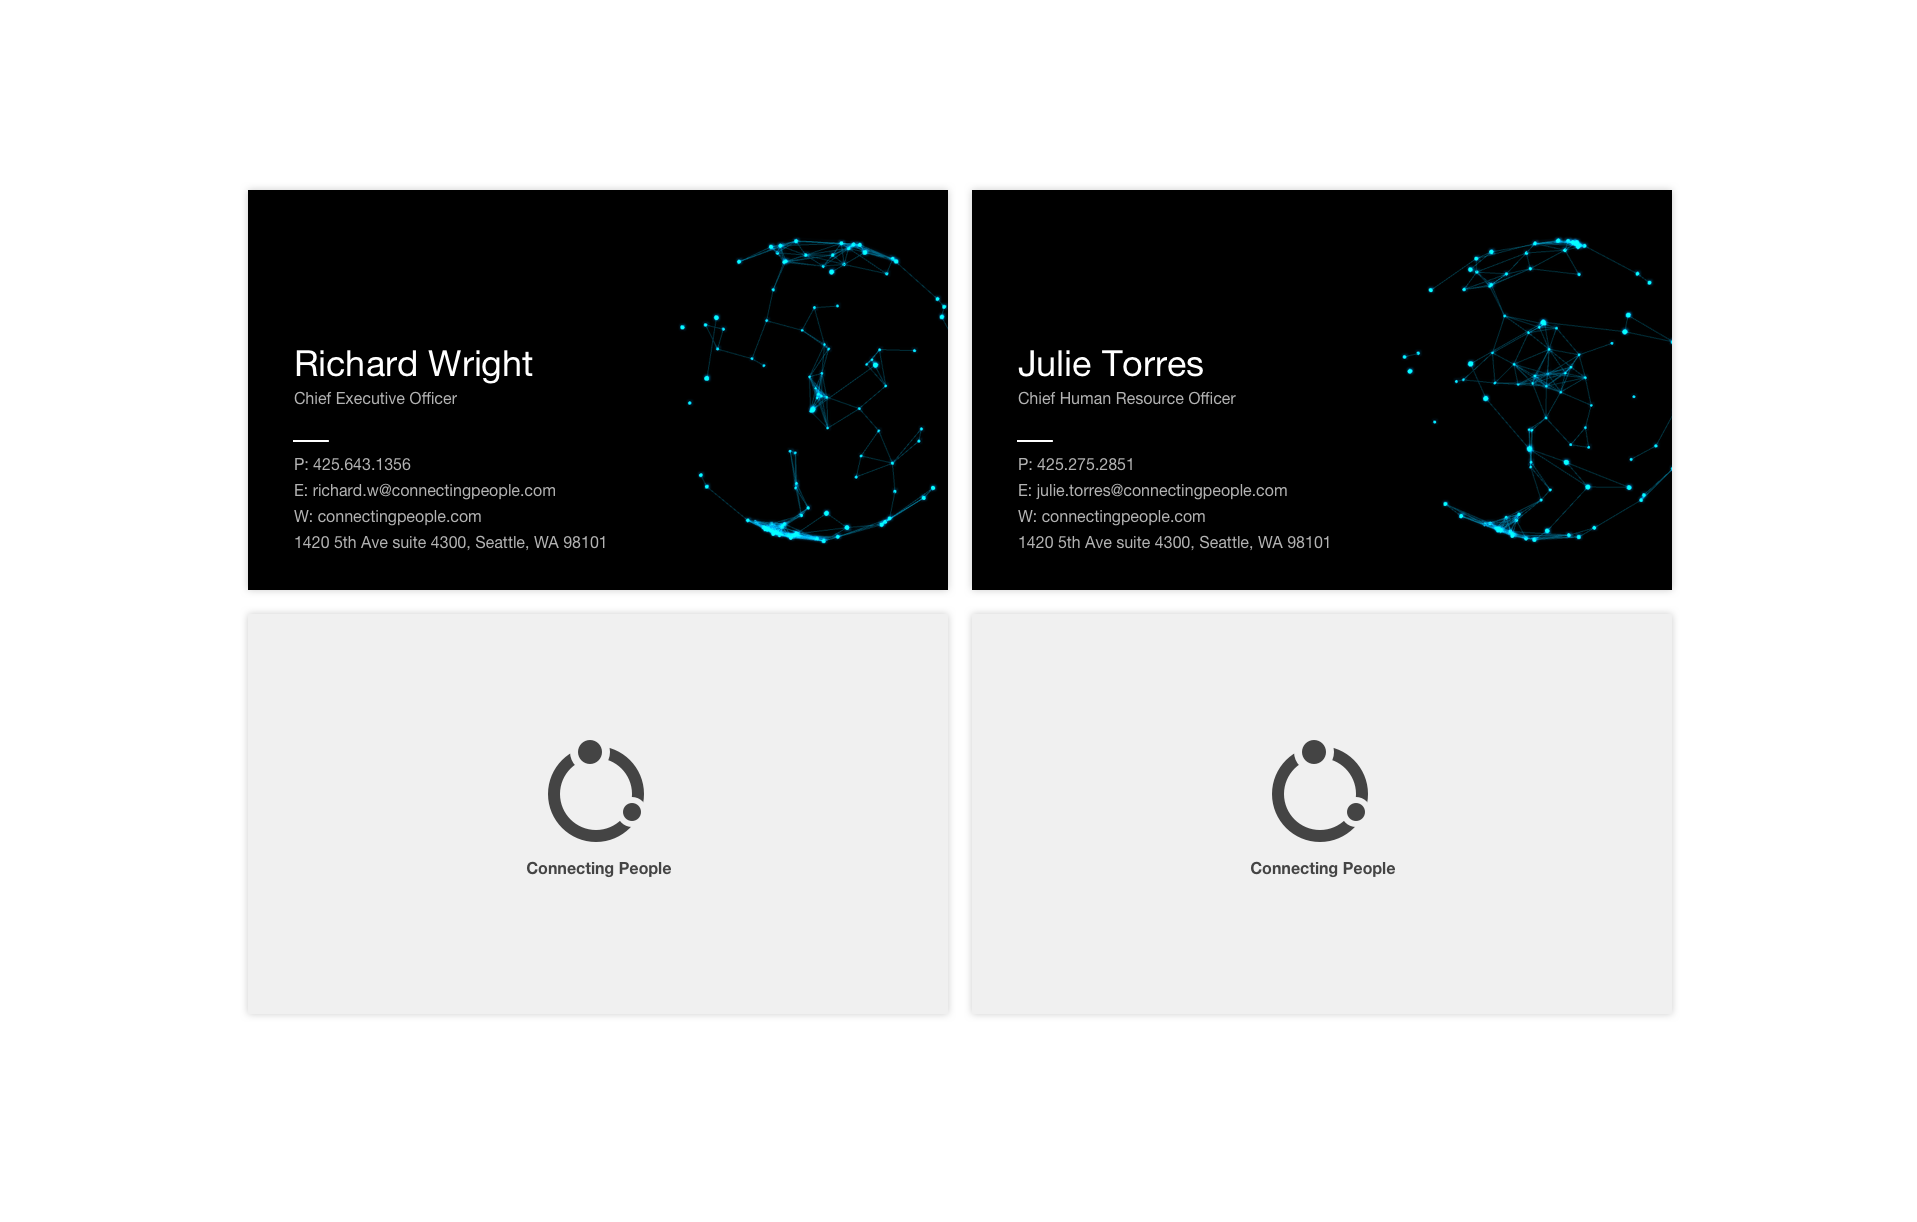 Richard Wright
Chief Executive Officer
P: 425.643.1356
E: richard.w@connectingpeople.com
W: connectingpeople.com
1420 5th Ave suite 4300, Seattle, WA 98101
Julie Torres
Chief Human Resource Officer
P: 425.275.2851
E: julie.torres@connectingpeople.com
W: connectingpeople.com
1420 5th Ave suite 4300, Seattle, WA 98101
Connecting People
Connecting People